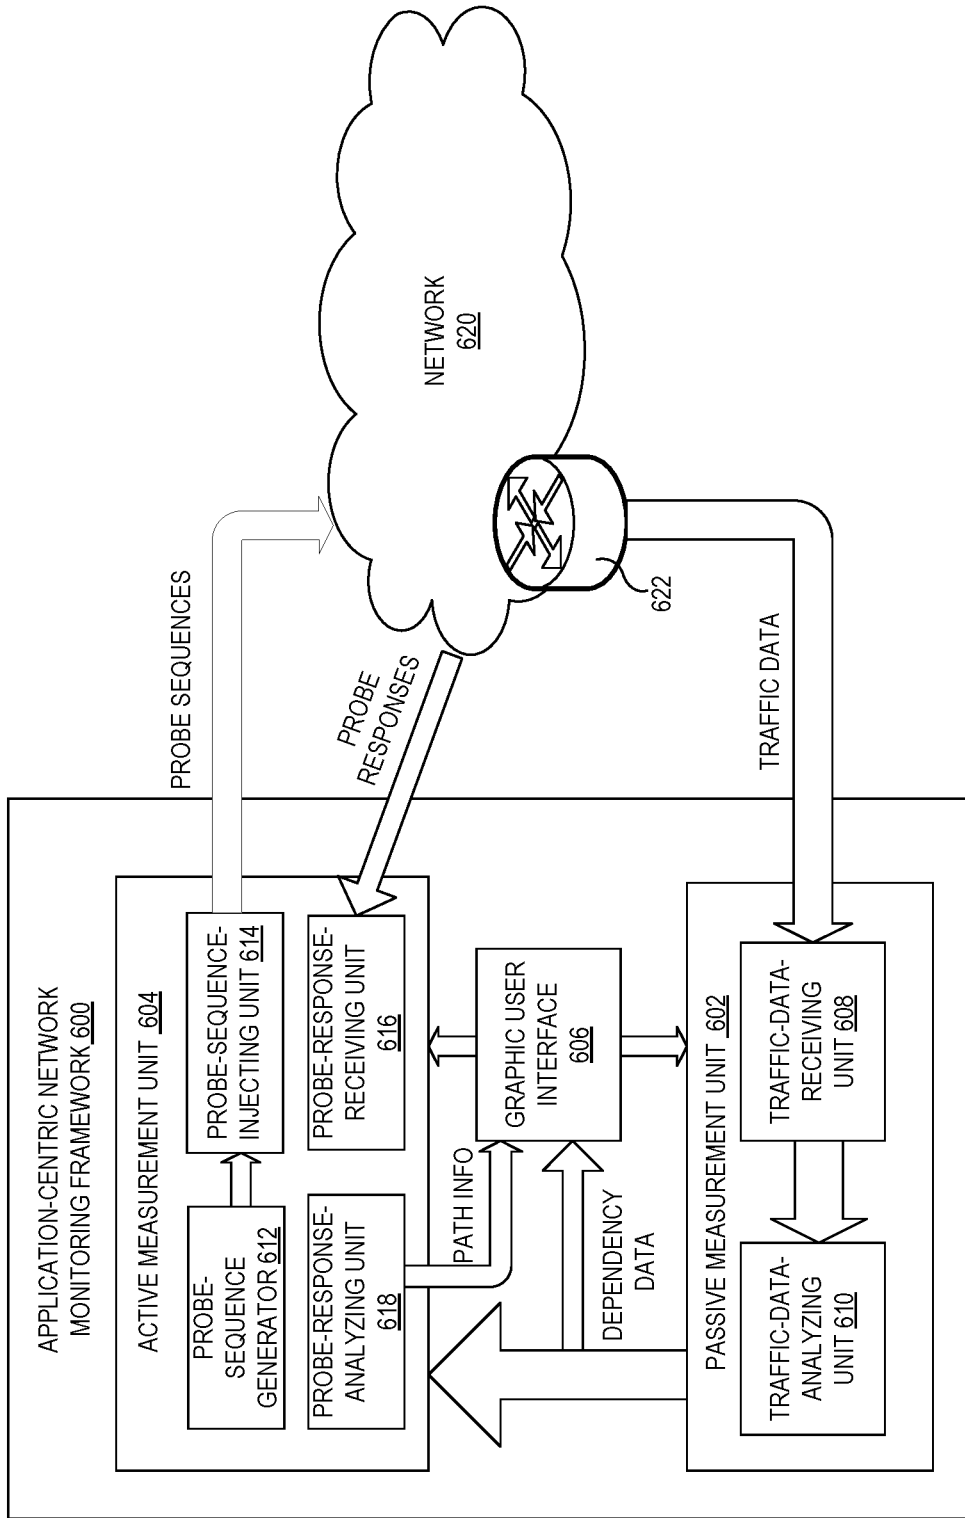 APPLICATION-CENTRIC NETWORK
MONITORING FRAMEWORK 600
ACTIVE MEASUREMENT UNIT 604
PROBE-
SEQUENCE
GENERATOR 612
PROBE-SEQUENCE-
INJECTING UNIT 614
PROBE SEQUENCES
PROBE-RESPONSE-
ANALYZING UNIT
618
PROBE-RESPONSE-
RECEIVING UNIT
616
PROBE
RESPONSES
NETWORK
620
PATH INFO
GRAPHIC USER
INTERFACE
606
DEPENDENCY
DATA
622
PASSIVE MEASUREMENT UNIT 602
TRAFFIC-DATA-
ANALYZING
UNIT 610
TRAFFIC-DATA-
RECEIVING
UNIT 608
TRAFFIC DATA